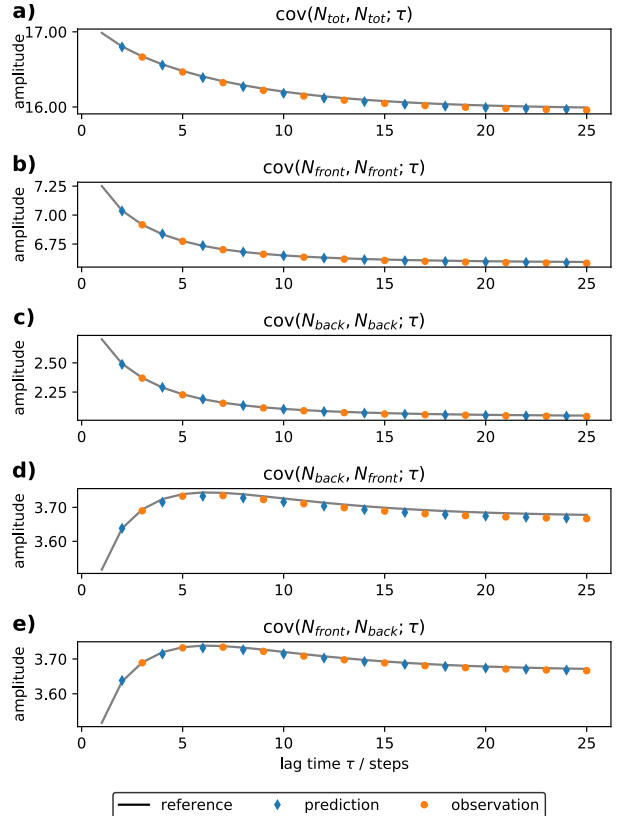 a)
cov(N_tot, N_tot; τ)
amplitude
17.00
16.00
0 5 10 15 20 25
b)
cov(N_front, N_front; τ)
amplitude
7.25
7.00
6.75
0 5 10 15 20 25
c)
cov(N_back, N_back; τ)
amplitude
2.50
2.25
0 5 10 15 20 25
d)
cov(N_back, N_front; τ)
amplitude
3.70
3.60
0 5 10 15 20 25
e)
cov(N_front, N_back; τ)
amplitude
3.70
3.60
0 5 10 15 20 25
lag time τ / steps
reference prediction observation